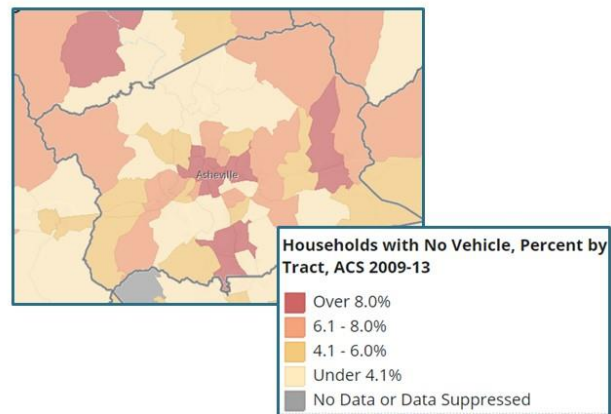 Asheville
Households with No Vehicle, Percent by
Tract, ACS 2009-13
Over 8.0%
6.1 - 8.0%
4.1 - 6.0%
Under 4.1%
No Data or Data Suppressed